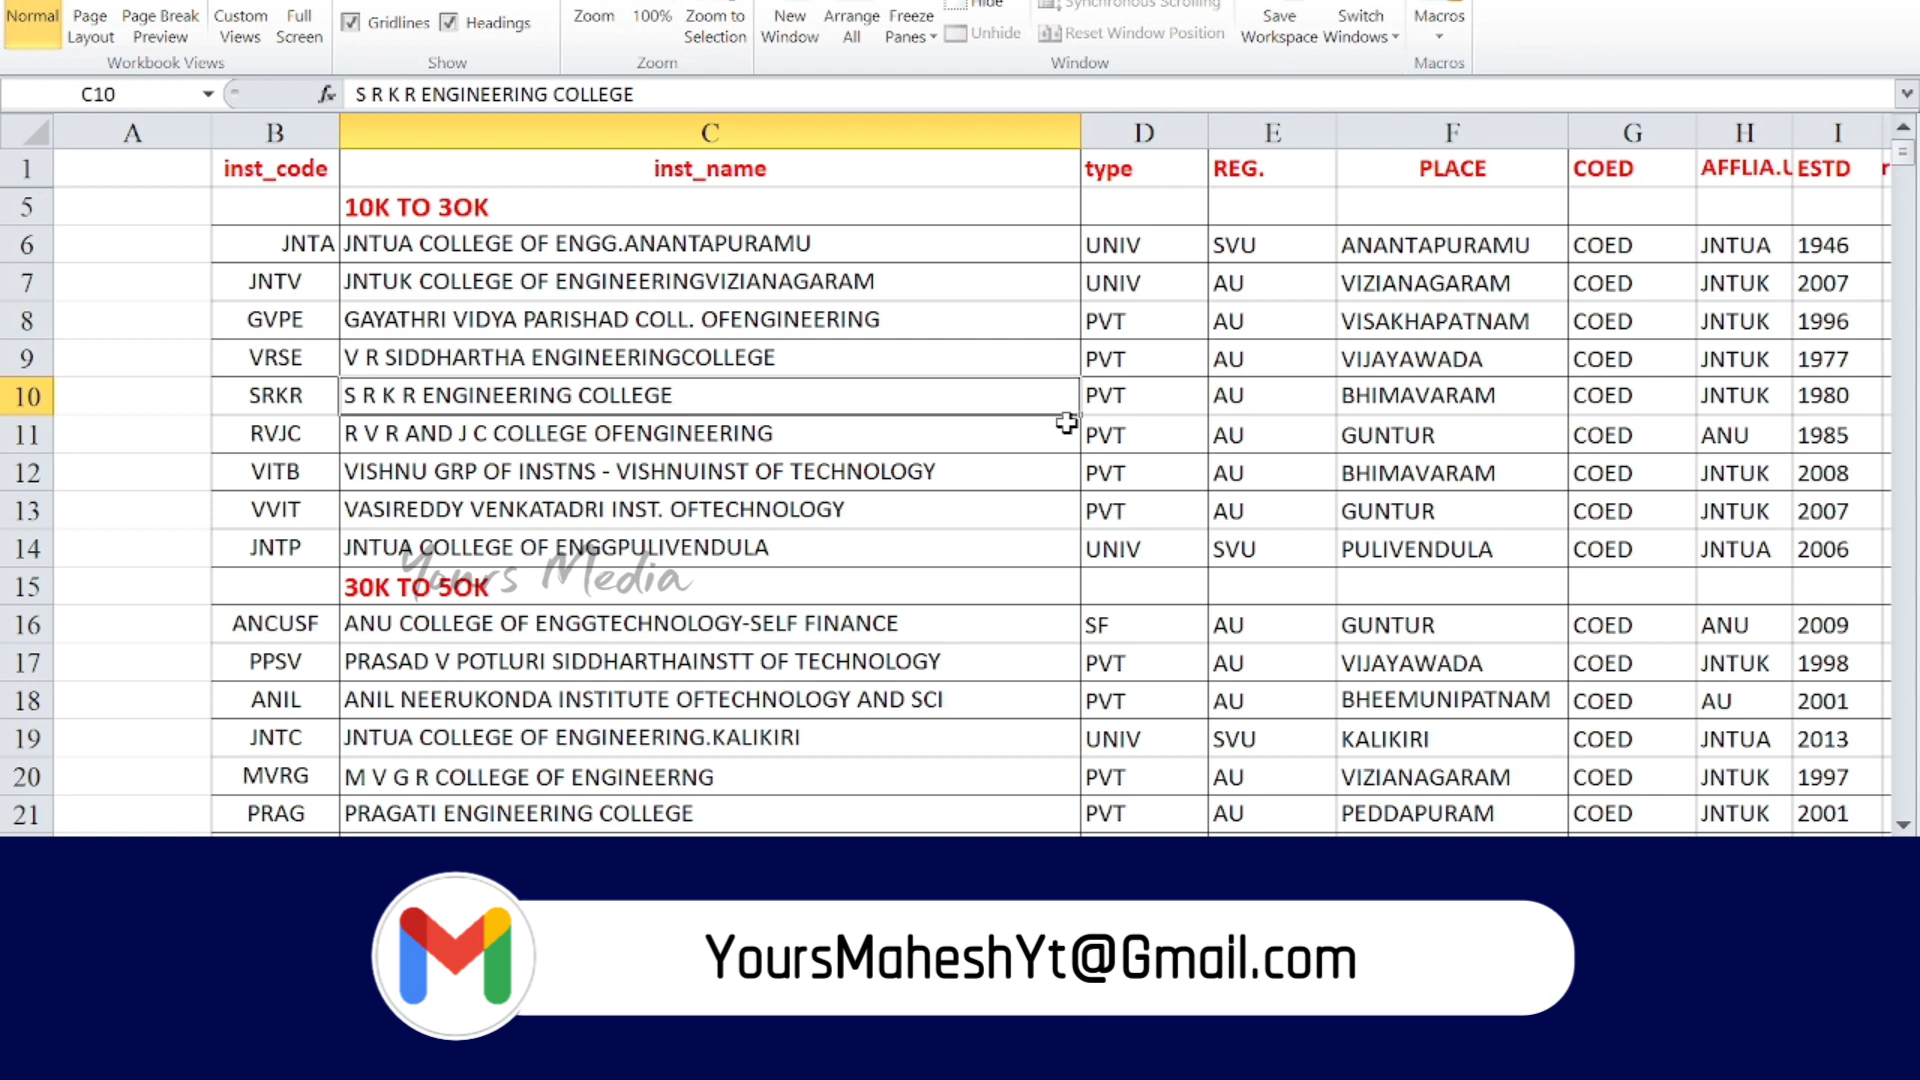 Normal Page Layout Page Break Preview Custom Views Full Screen Gridlines Headings Zoom 100% Zoom to Selection New Window Arrange All Freeze Panes Hide Unhide Synchronous Scrolling Reset Window Position Save Workspace Switch Windows Macros
Workbook Views Show Zoom Window Macros
C10 fx S R K R ENGINEERING COLLEGE
A B C D E F G H I
1 inst_code inst_name type REG. PLACE COED AFFLIA.U ESTD r
5 10K TO 3OK
6 JNTA JNTUA COLLEGE OF ENGG.ANANTAPURAMU UNIV SVU ANANTAPURAMU COED JNTUA 1946
7 JNTV JNTUK COLLEGE OF ENGINEERINGVIZIANAGARAM UNIV AU VIZIANAGARAM COED JNTUK 2007
8 GVPE GAYATHRI VIDYA PARISHAD COLL. OFENGINEERING PVT AU VISAKHAPATNAM COED JNTUK 1996
9 VRSE V R SIDDHARTHA ENGINEERINGCOLLEGE PVT AU VIJAYAWADA COED JNTUK 1977
10 SRKR S R K R ENGINEERING COLLEGE PVT AU BHIMAVARAM COED JNTUK 1980
11 RVJC R V R AND J C COLLEGE OFENGINEERING PVT AU GUNTUR COED ANU 1985
12 VITB VISHNU GRP OF INSTNS - VISHNUINST OF TECHNOLOGY PVT AU BHIMAVARAM COED JNTUK 2008
13 VVIT VASIREDDY VENKATADRI INST. OFTECHNOLOGY PVT AU GUNTUR COED JNTUK 2007
14 JNTP JNTUA COLLEGE OF ENGGPULIVENDULA UNIV SVU PULIVENDULA COED JNTUA 2006
Yours Media
15 30K TO 5OK
16 ANCUSF ANU COLLEGE OF ENGGTECHNOLOGY-SELF FINANCE SF AU GUNTUR COED ANU 2009
17 PPSV PRASAD V POTLURI SIDDHARTHAINSTT OF TECHNOLOGY PVT AU VIJAYAWADA COED JNTUK 1998
18 ANIL ANIL NEERUKONDA INSTITUTE OFTECHNOLOGY AND SCI PVT AU BHEEMUNIPATNAM COED AU 2001
19 JNTC JNTUA COLLEGE OF ENGINEERING.KALIKIRI UNIV SVU KALIKIRI COED JNTUA 2013
20 MVRG M V G R COLLEGE OF ENGINEERNG PVT AU VIZIANAGARAM COED JNTUK 1997
21 PRAG PRAGATI ENGINEERING COLLEGE PVT AU PEDDAPURAM COED JNTUK 2001
YoursMaheshYt@Gmail.com